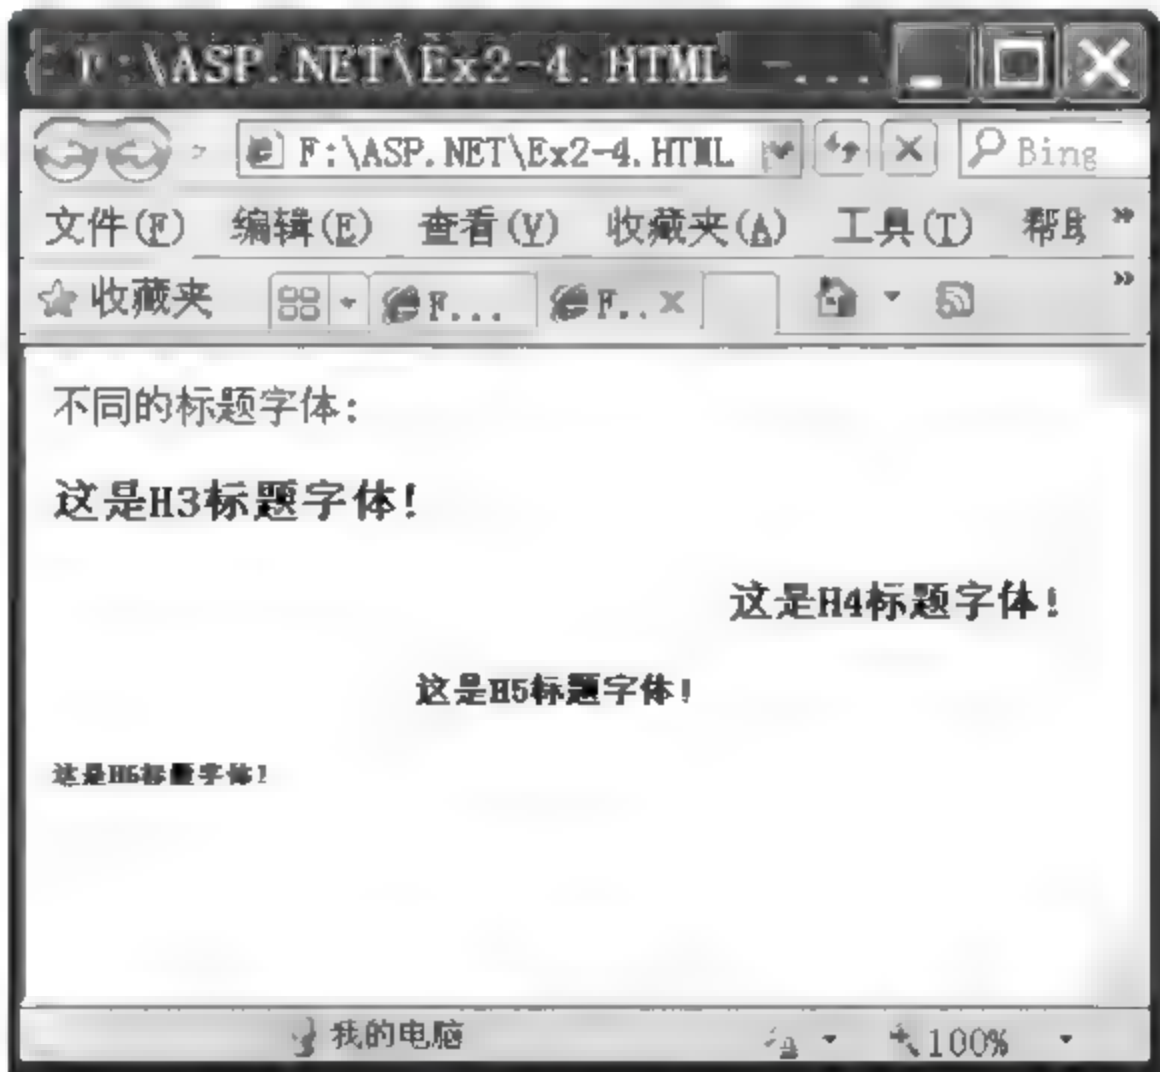 F:\ASP.NET\Ex2-4.HTML -...
F:\ASP.NET\Ex2-4.HTML Bing
文件(F) 编辑(E) 查看(V) 收藏夹(A) 工具(T) 帮助 »
收藏夹 F... F.. »
不同的标题字体:
这是H3标题字体!
这是H4标题字体!
这是H5标题字体!
这是H6标题字体!
我的电脑 100%